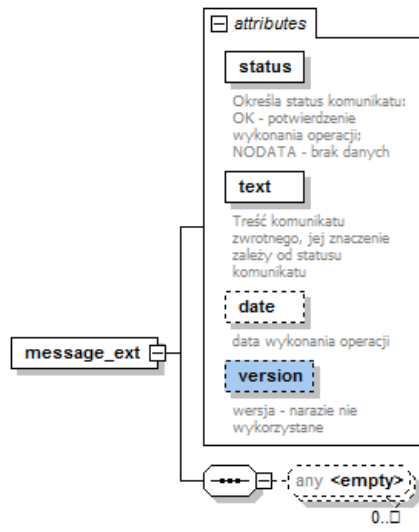 attributes
status
Określa status komunikatu:
OK - potwierdzenie
wykonania operacji;
NODATA - brak danych
text
Treść komunikatu
zwrotnego, jej znaczenie
zależy od statusu
komunikatu
date
data wykonania operacji
message_ext
version
wersja - narazie nie
wykorzystane
any <empty>
0..□